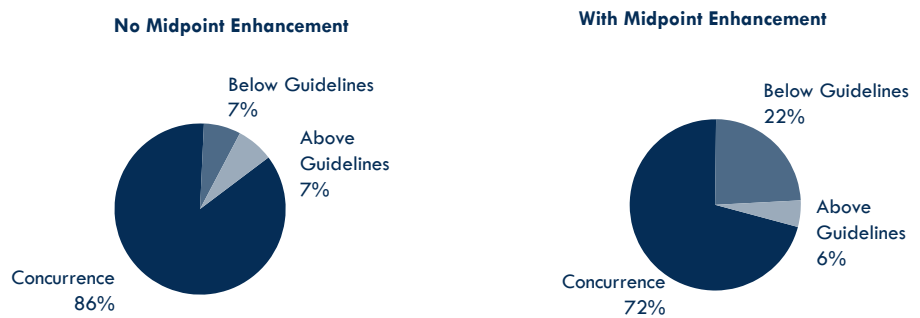 No Midpoint Enhancement
Below Guidelines
7%
Above
Guidelines
7%
Concurrence
86%
With Midpoint Enhancement
Below Guidelines
22%
Above
Guidelines
6%
Concurrence
72%